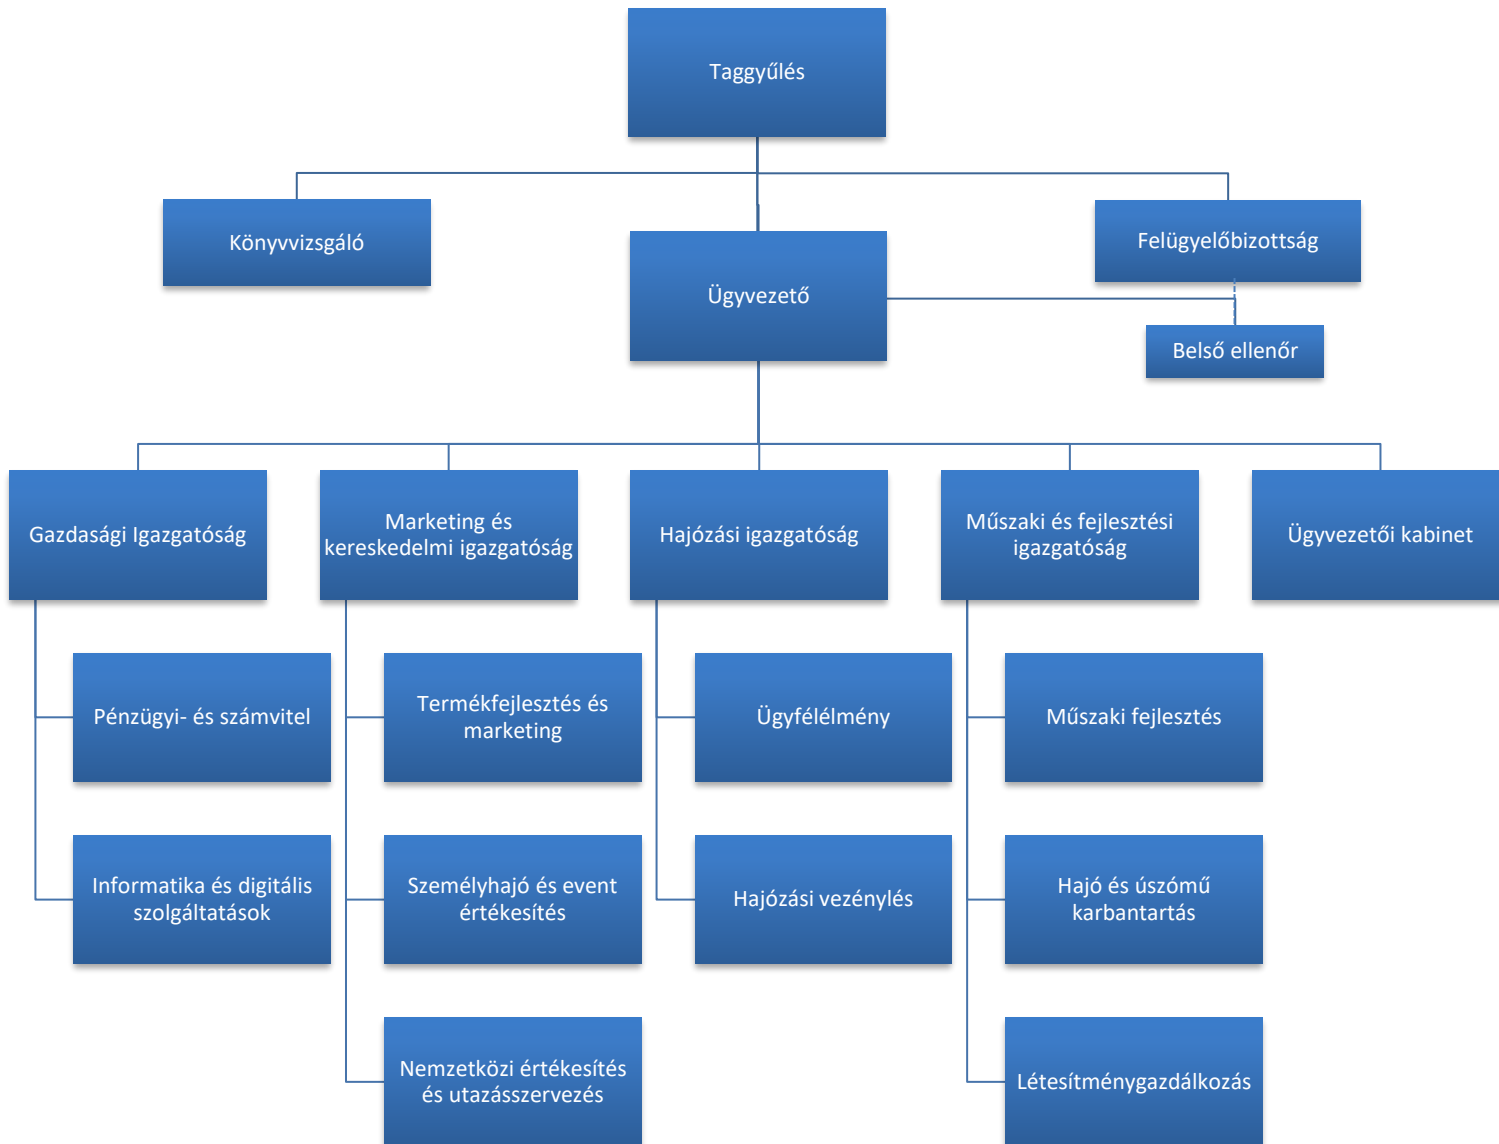 Taggyűlés
Könyvvizsgáló
Felügyelőbizottság
Ügyvezető
Belső ellenőr
Gazdasági Igazgatóság
Marketing és
kereskedelmi igazgatóság
Hajózási igazgatóság
Műszaki és fejlesztési
igazgatóság
Ügyvezetői kabinet
Pénzügyi- és számvitel
Termékfejlesztés és
marketing
Ügyfélélmény
Műszaki fejlesztés
Informatika és digitális
szolgáltatások
Személyhajó és event
értékesítés
Hajózási vezénylés
Hajó és úszómű
karbantartás
Nemzetközi értékesítés
és utazásszervezés
Létesítménygazdálkozás